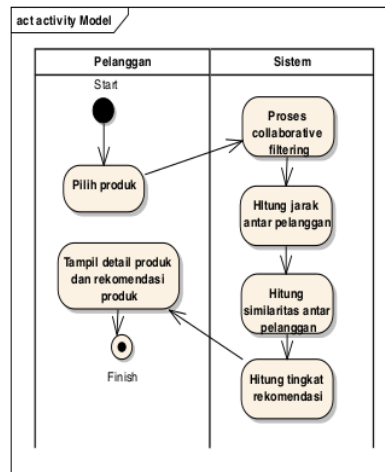 act activity Model
Pelanggan
Sistem
Start
Proses
collaborative
filtering
Pilih produk
HItung jarak
antar pelanggan
Tampil detail produk
dan rekomendasi
produk
Hitung
similaritas antar
pelanggan
Finish
Hitung tingkat
rekomendasi